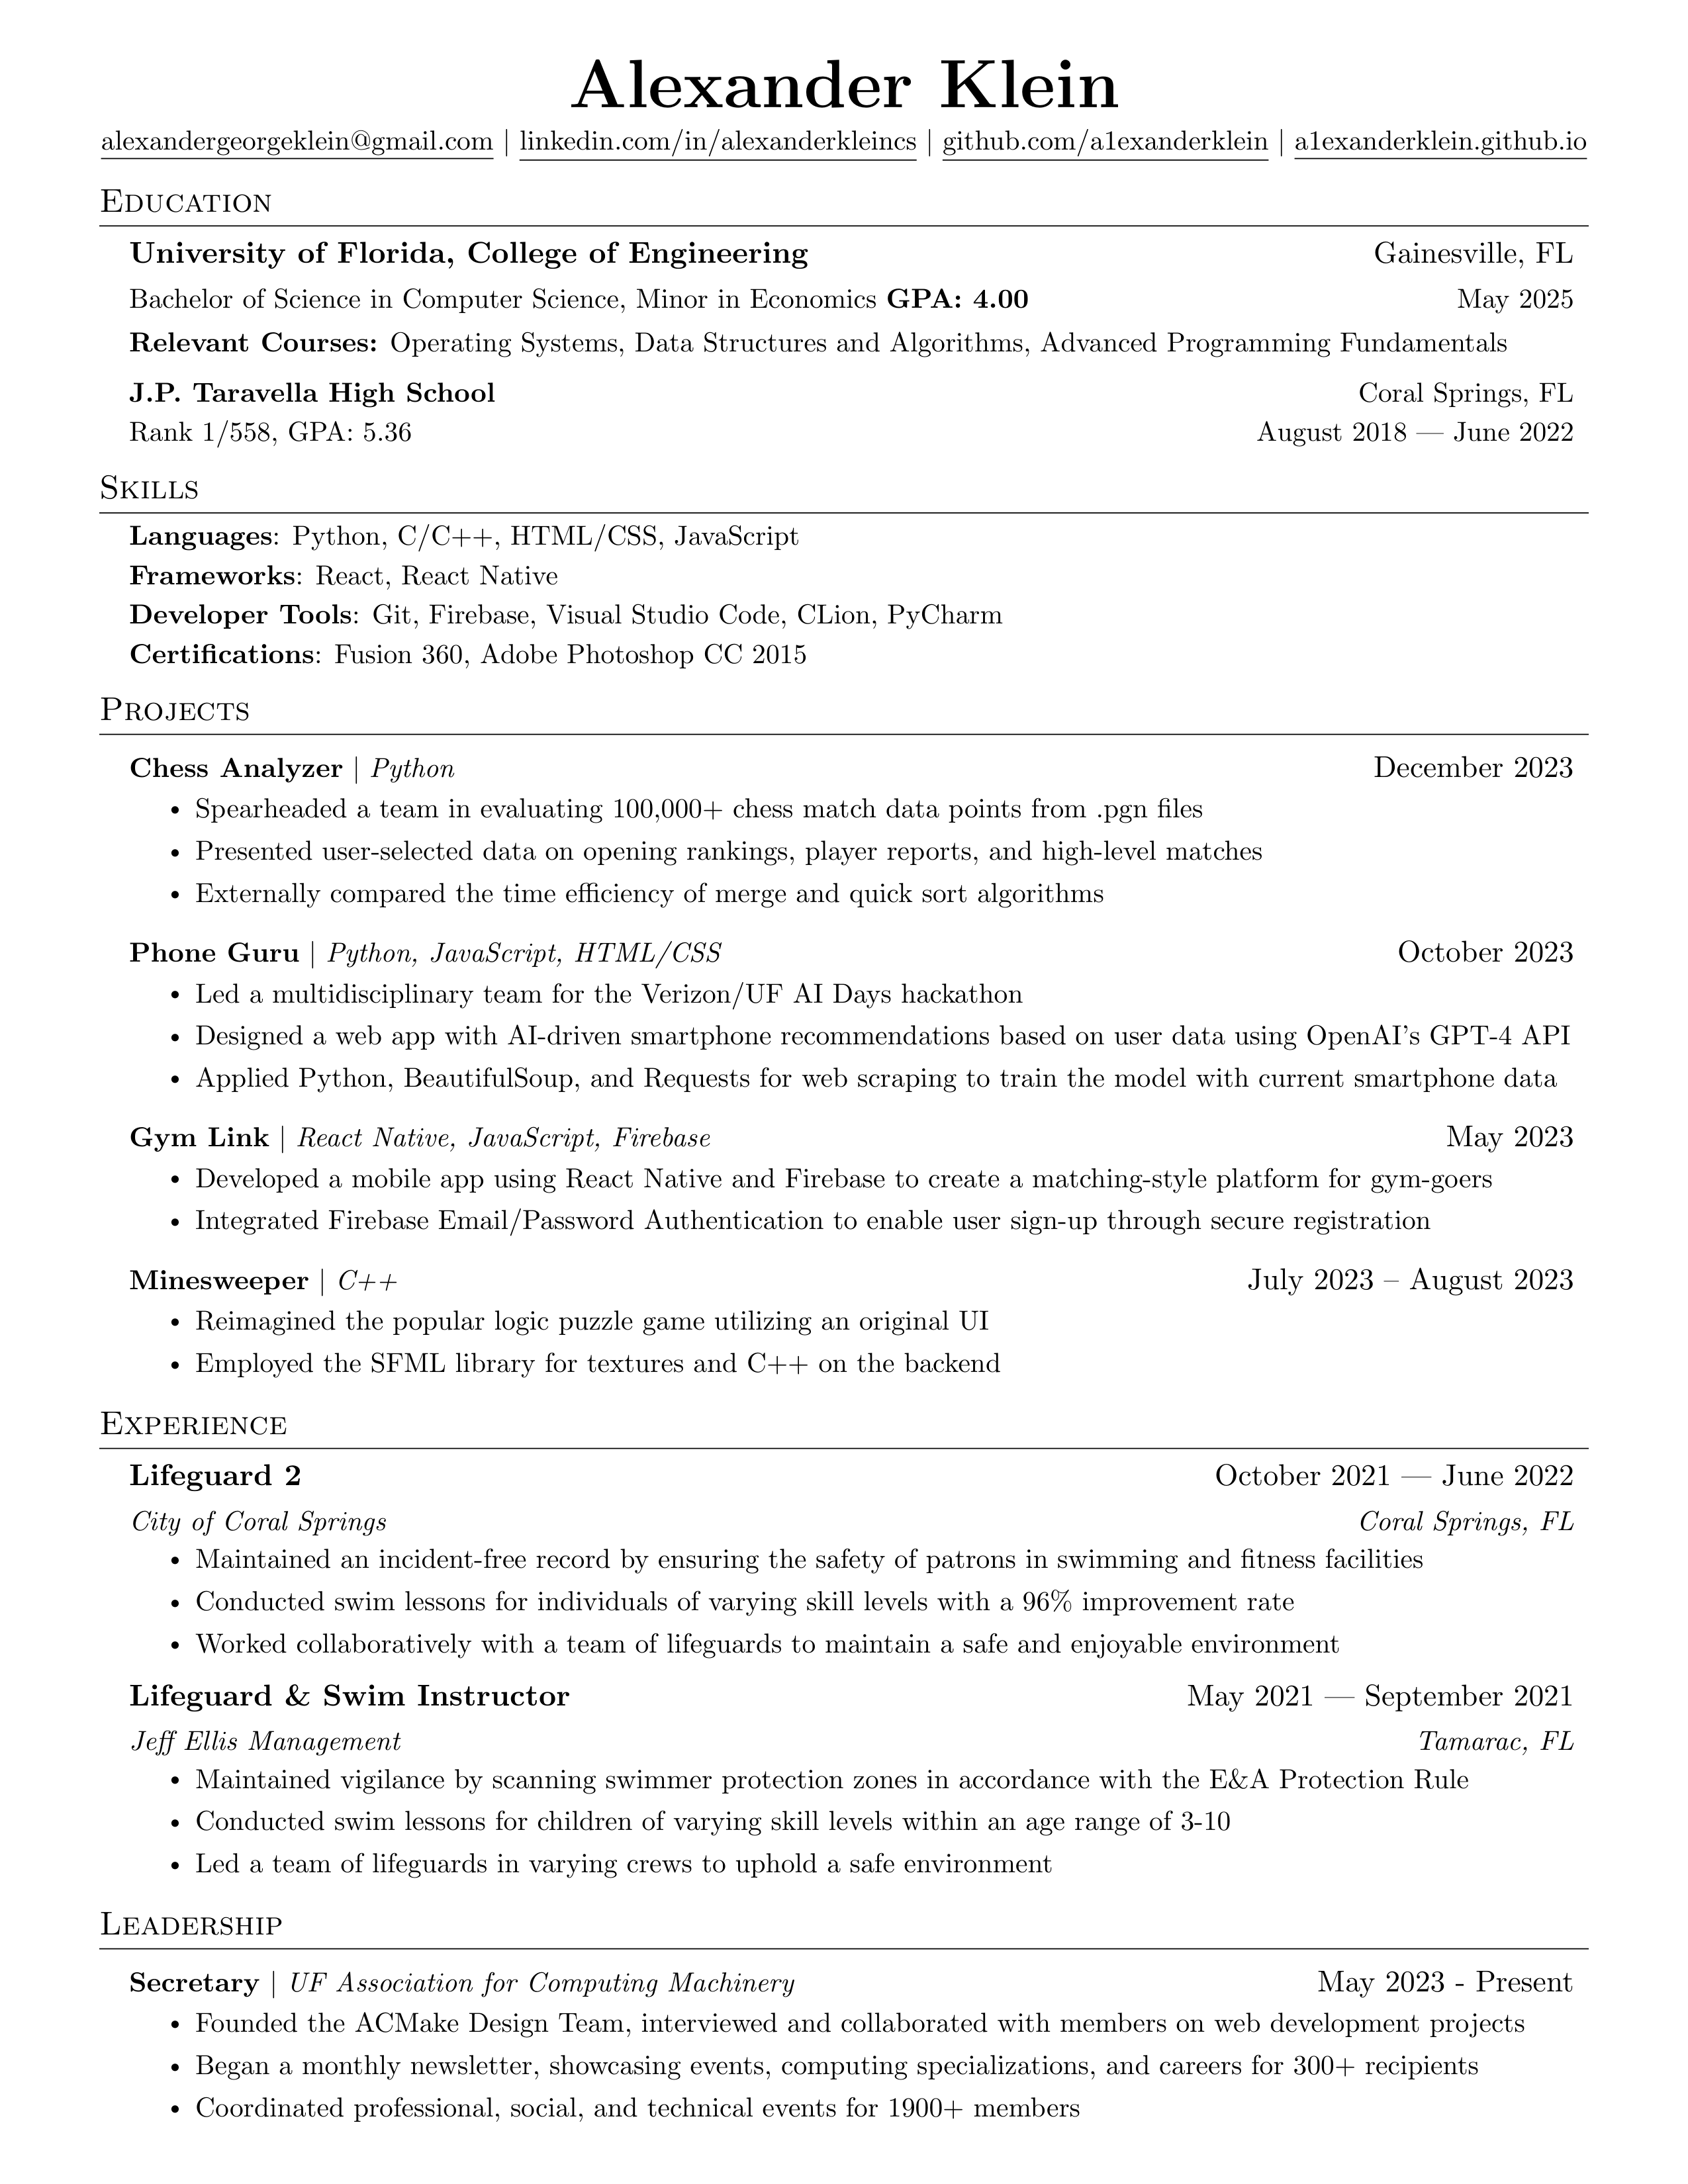 Alexander Klein
alexandergeorgeklein@gmail.com | linkedin.com/in/alexanderkleincs | github.com/a1exanderklein | a1exanderklein.github.io
Education
University of Florida, College of Engineering Gainesville, FL
Bachelor of Science in Computer Science, Minor in Economics GPA: 4.00 May 2025
Relevant Courses: Operating Systems, Data Structures and Algorithms, Advanced Programming Fundamentals
J.P. Taravella High School Coral Springs, FL
Rank 1/558, GPA: 5.36 August 2018 — June 2022
Skills
Languages: Python, C/C++, HTML/CSS, JavaScript
Frameworks: React, React Native
Developer Tools: Git, Firebase, Visual Studio Code, CLion, PyCharm
Certifications: Fusion 360, Adobe Photoshop CC 2015
Projects
Chess Analyzer | Python December 2023
• Spearheaded a team in evaluating 100,000+ chess match data points from .pgn files
• Presented user-selected data on opening rankings, player reports, and high-level matches
• Externally compared the time efficiency of merge and quick sort algorithms
Phone Guru | Python, JavaScript, HTML/CSS October 2023
• Led a multidisciplinary team for the Verizon/UF AI Days hackathon
• Designed a web app with AI-driven smartphone recommendations based on user data using OpenAI's GPT-4 API
• Applied Python, BeautifulSoup, and Requests for web scraping to train the model with current smartphone data
Gym Link | React Native, JavaScript, Firebase May 2023
• Developed a mobile app using React Native and Firebase to create a matching-style platform for gym-goers
• Integrated Firebase Email/Password Authentication to enable user sign-up through secure registration
Minesweeper | C++ July 2023 – August 2023
• Reimagined the popular logic puzzle game utilizing an original UI
• Employed the SFML library for textures and C++ on the backend
Experience
Lifeguard 2 October 2021 — June 2022
City of Coral Springs Coral Springs, FL
• Maintained an incident-free record by ensuring the safety of patrons in swimming and fitness facilities
• Conducted swim lessons for individuals of varying skill levels with a 96% improvement rate
• Worked collaboratively with a team of lifeguards to maintain a safe and enjoyable environment
Lifeguard & Swim Instructor May 2021 — September 2021
Jeff Ellis Management Tamarac, FL
• Maintained vigilance by scanning swimmer protection zones in accordance with the E&A Protection Rule
• Conducted swim lessons for children of varying skill levels within an age range of 3-10
• Led a team of lifeguards in varying crews to uphold a safe environment
Leadership
Secretary | UF Association for Computing Machinery May 2023 - Present
• Founded the ACMake Design Team, interviewed and collaborated with members on web development projects
• Began a monthly newsletter, showcasing events, computing specializations, and careers for 300+ recipients
• Coordinated professional, social, and technical events for 1900+ members